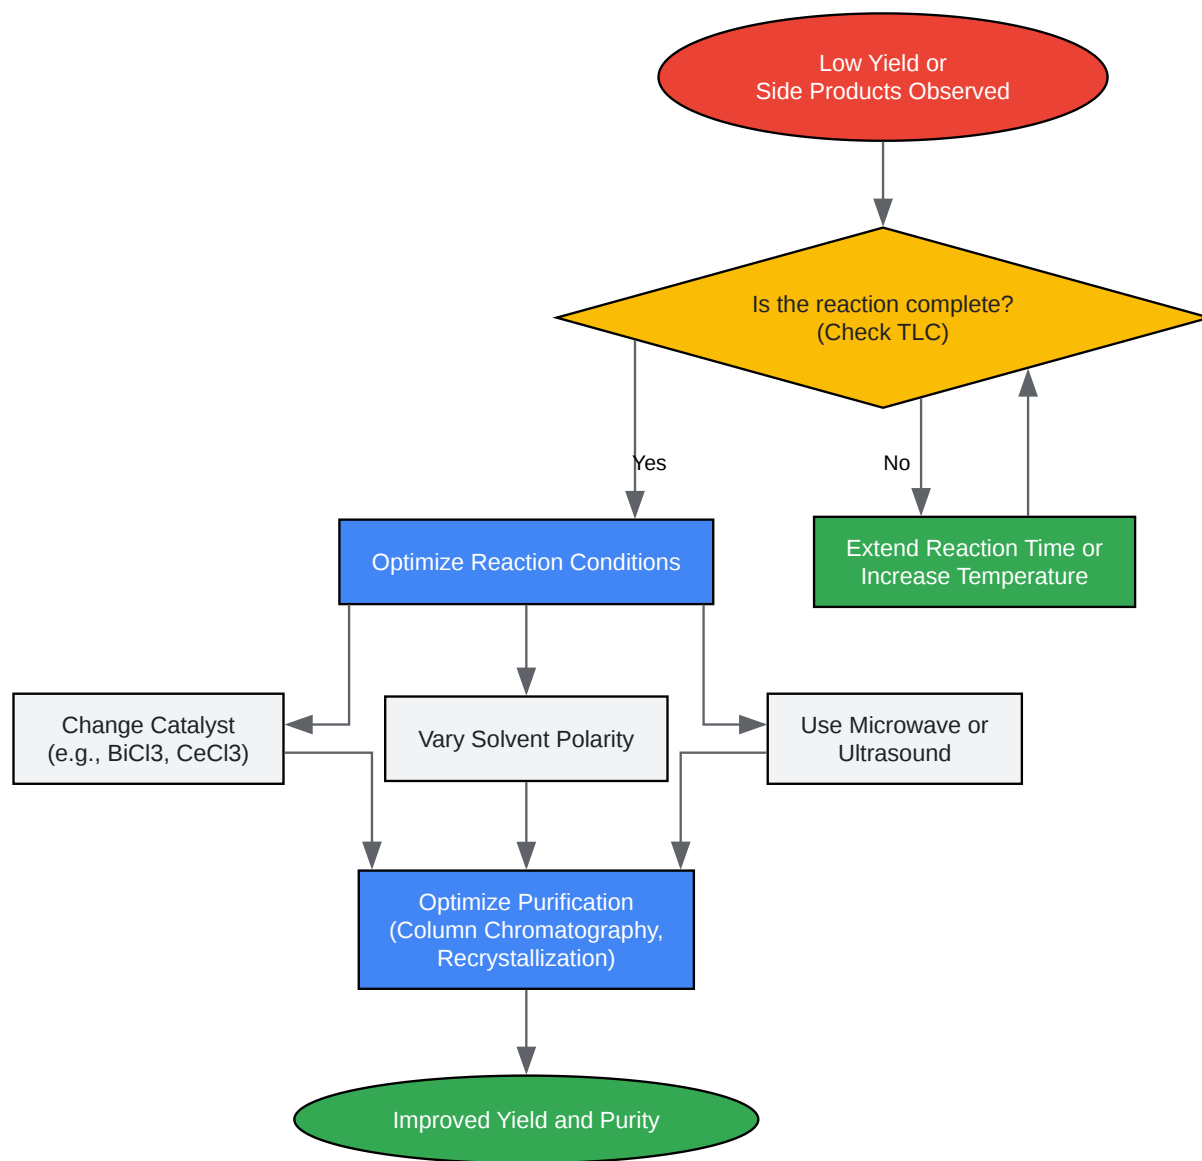 Low Yield or
Side Products Observed
Is the reaction complete?
(Check TLC)
Yes
No
Optimize Reaction Conditions
Extend Reaction Time or
Increase Temperature
Change Catalyst
(e.g., BiCl3, CeCl3)
Vary Solvent Polarity
Use Microwave or
Ultrasound
Optimize Purification
(Column Chromatography,
Recrystallization)
Improved Yield and Purity